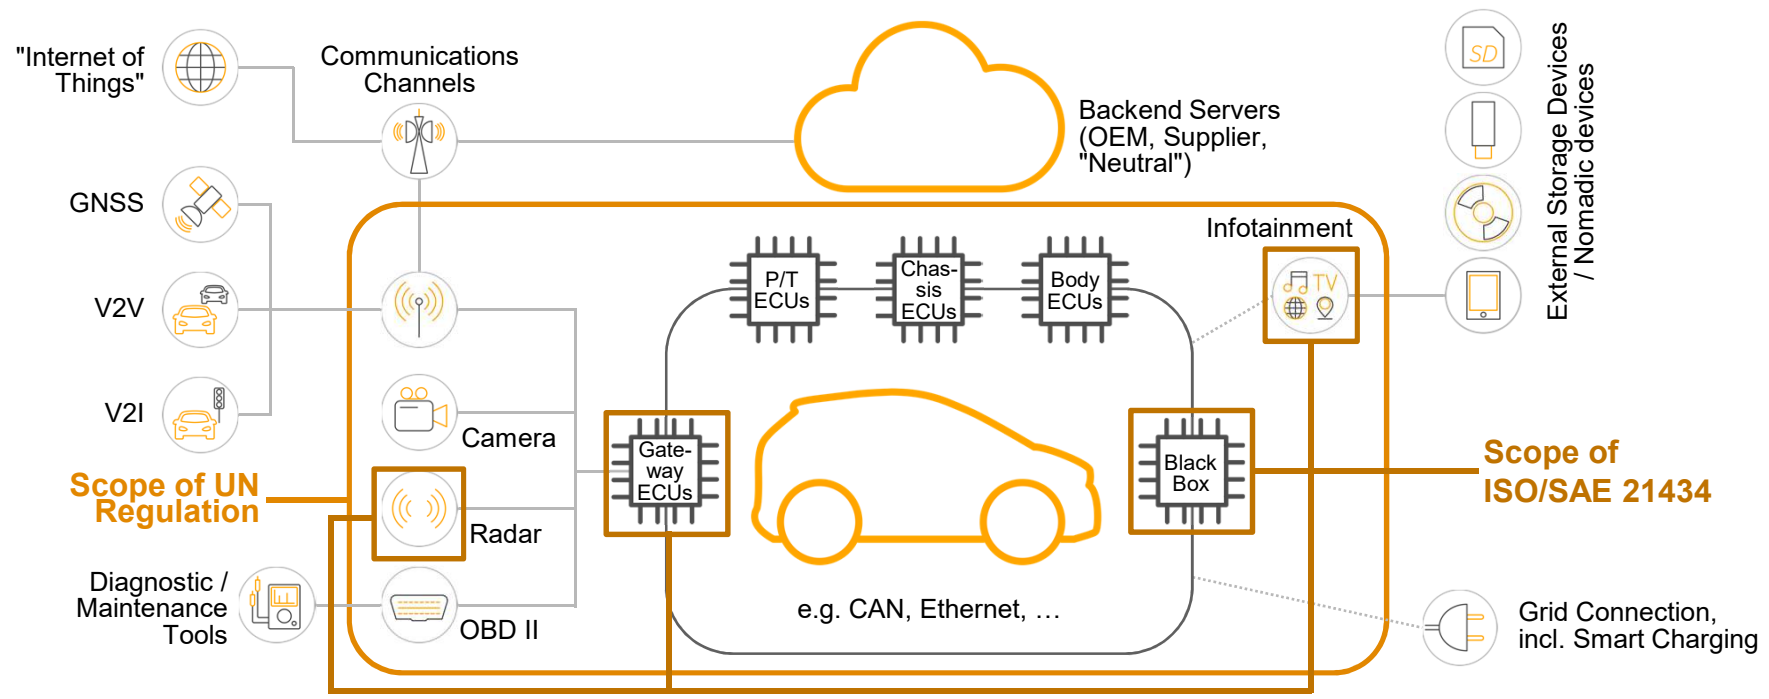 "Internet of
Things"
Communications
Channels
Backend Servers
(OEM, Supplier,
"Neutral")
SD
External Storage Devices
/ Nomadic devices
GNSS
Infotainment
TV
P/T
ECUs
Chas-
sis
ECUs
Body
ECUs
V2V
V2I
Camera
Gate-
way
ECUs
Black
Box
Scope of
ISO/SAE 21434
Scope of UN
Regulation
Radar
Diagnostic /
Maintenance
Tools
OBD II
e.g. CAN, Ethernet, …
Grid Connection,
incl. Smart Charging